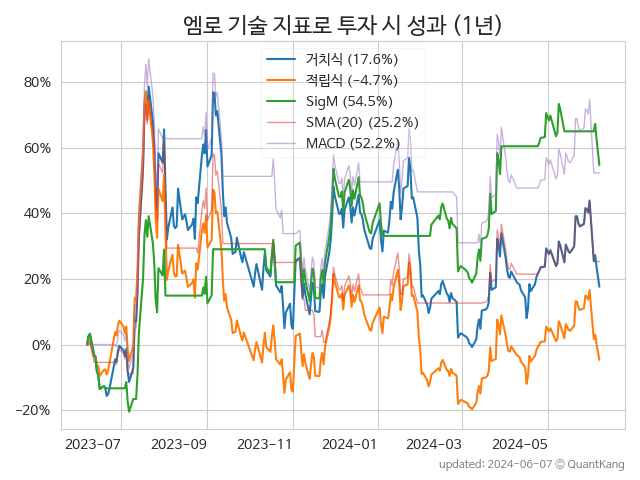 엠로 기술 지표로 투자 시 성과 (1년)
거치식 (17.6%)
적립식 (−4.7%)
SigM (54.5%)
SMA(20) (25.2%)
MACD (52.2%)
80%
60%
40%
20%
0%
−20%
2023-07 2023-09 2023-11 2024-01 2024-03 2024-05
updated: 2024-06-07 © QuantKang